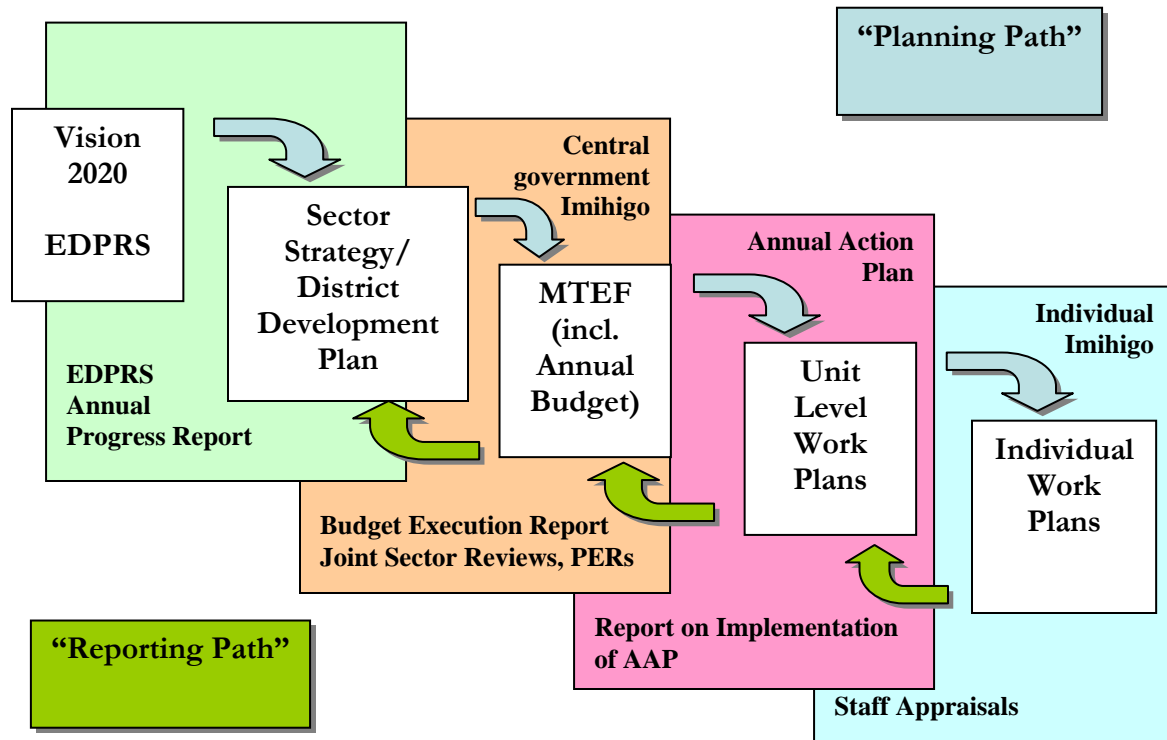 “Planning Path”
Vision
2020
EDPRS
Central
government
Imihigo
Sector
Strategy/
District
Development
Plan
Annual Action
Plan
MTEF
(incl.
Annual
Budget)
Individual
Imihigo
EDPRS
Annual
Progress Report
Unit
Level
Work
Plans
Individual
Work
Plans
Budget Execution Report
Joint Sector Reviews, PERs
“Reporting Path”
Report on Implementation
of AAP
Staff Appraisals